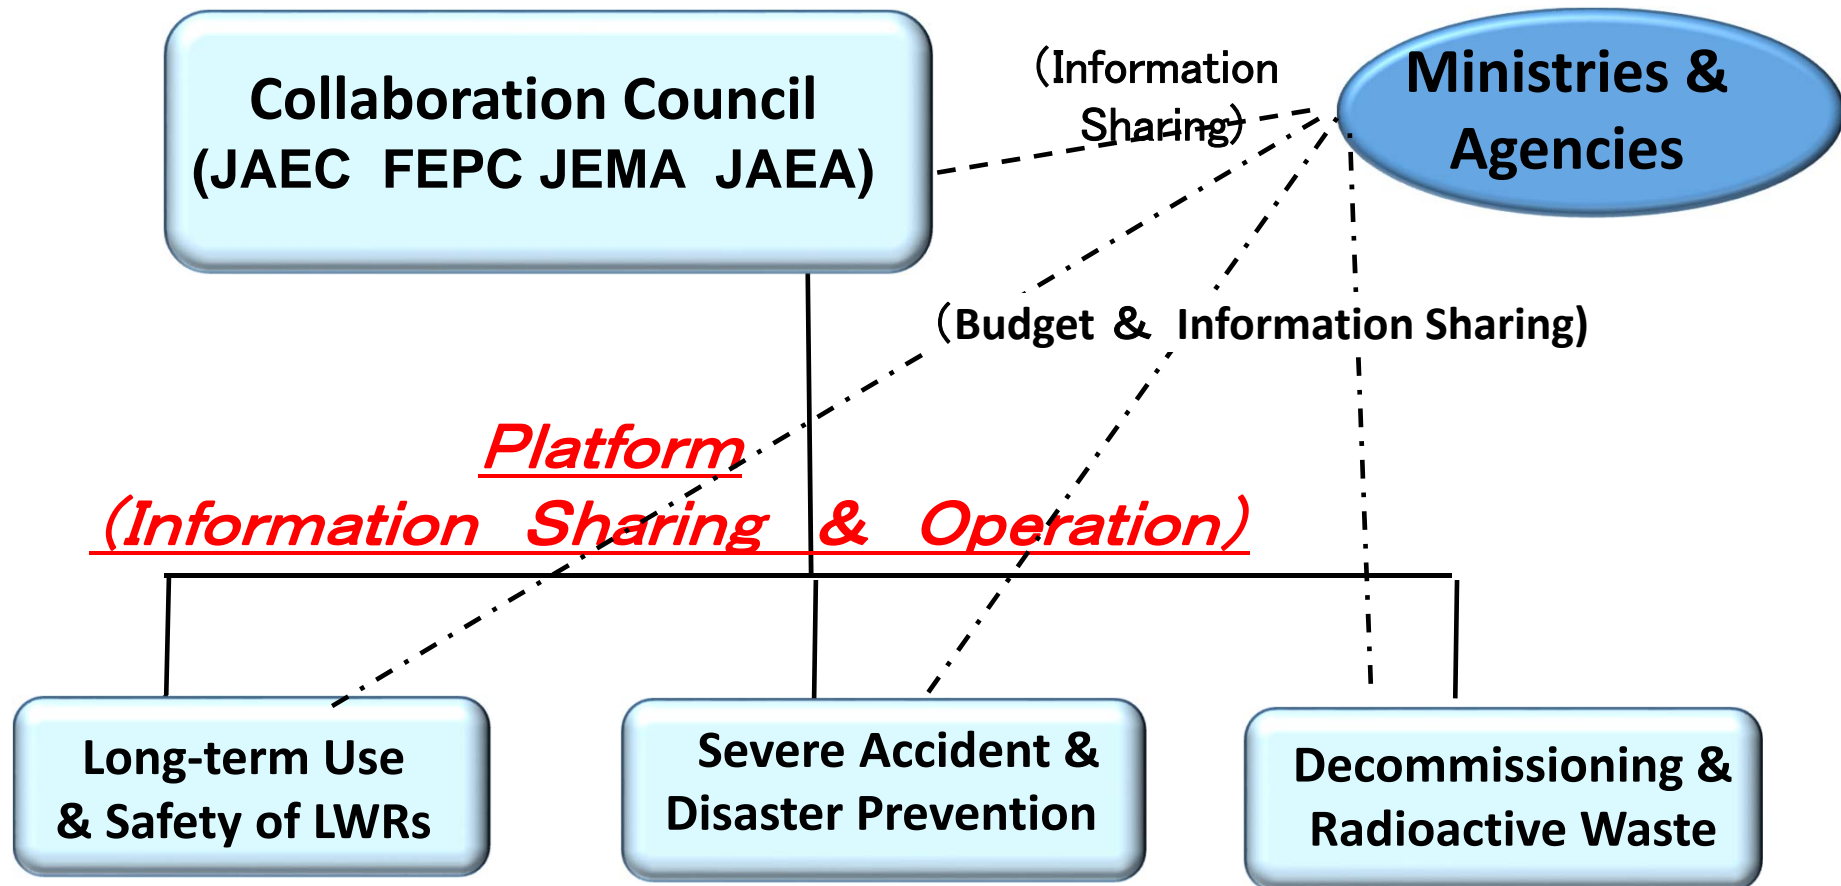 Collaboration Council
(JAEC FEPC JEMA JAEA)
（Information
Sharing）
Ministries &
Agencies
（Budget ＆ Information Sharing)
Platform
（Information Sharing & Operation）
Long-term Use
& Safety of LWRs
Severe Accident &
Disaster Prevention
Decommissioning &
Radioactive Waste